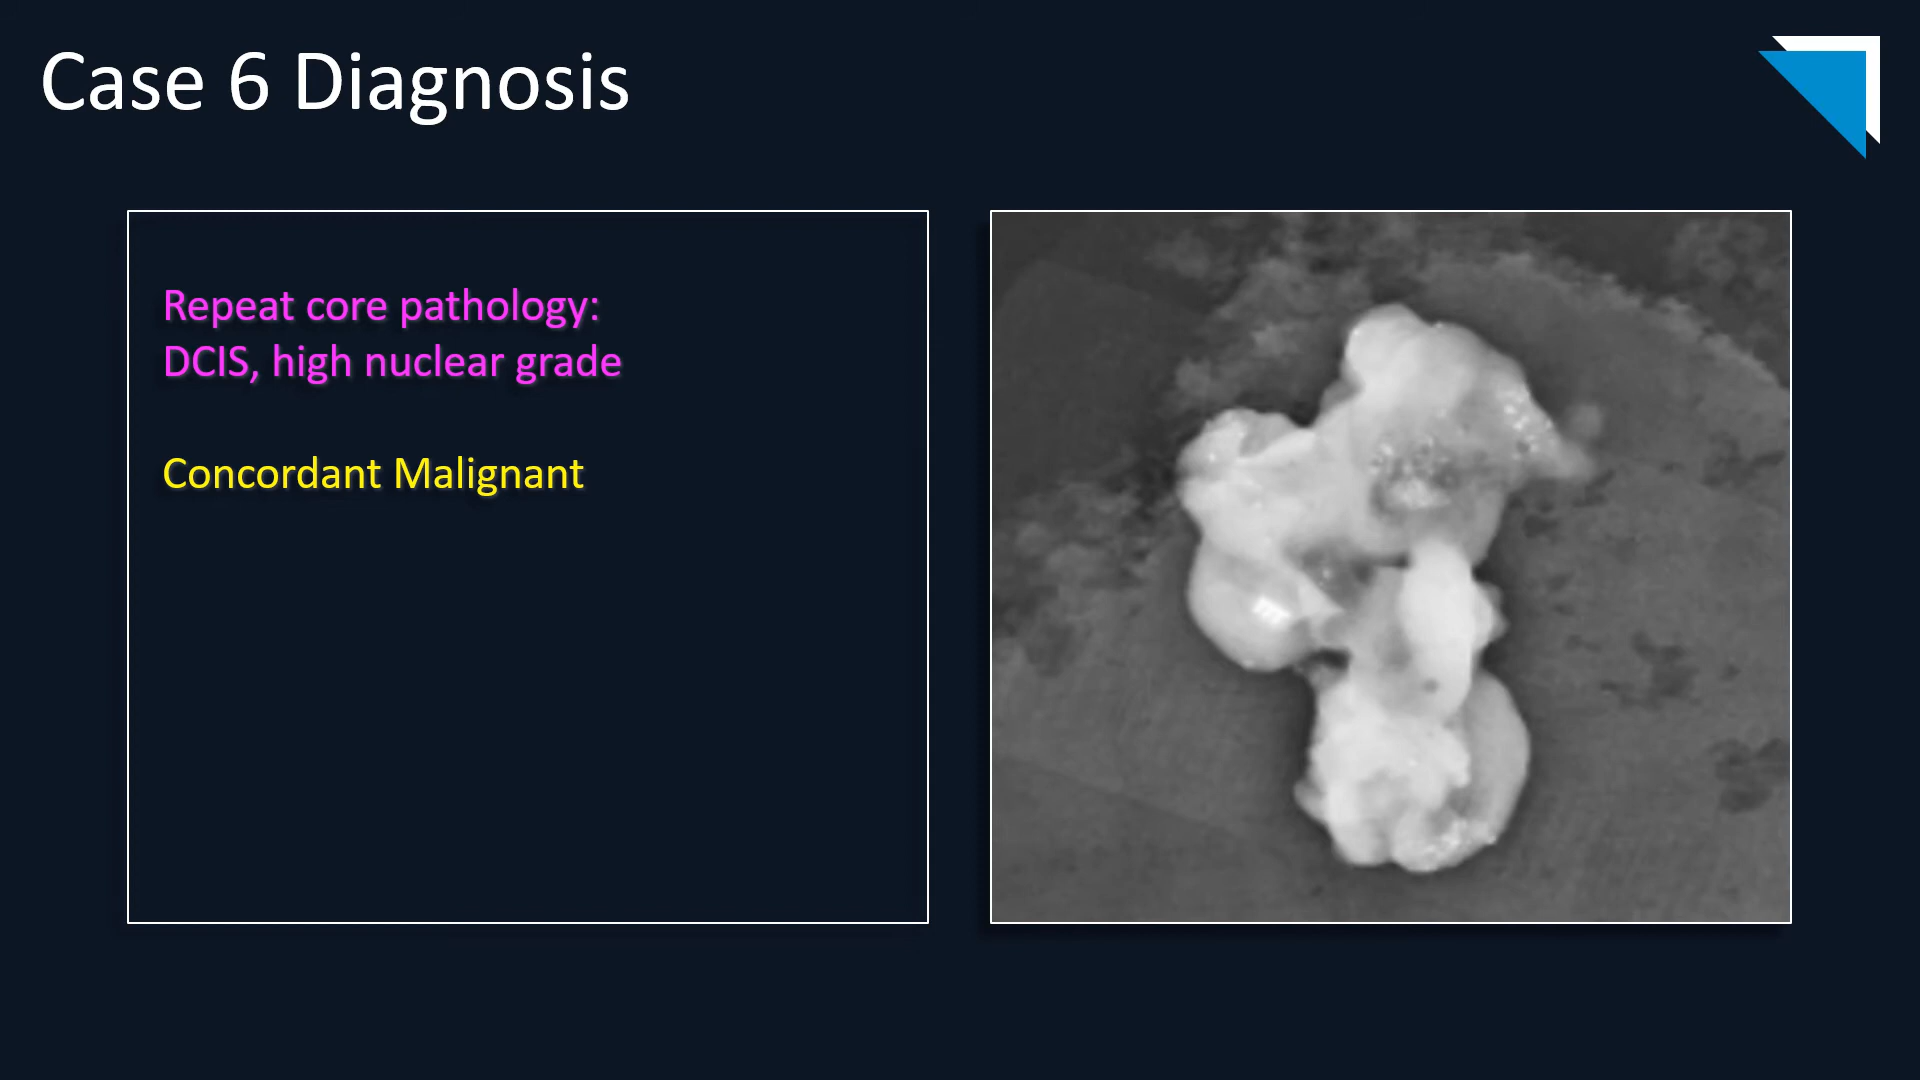 Case 6 Diagnosis
Repeat core pathology:
DCIS, high nuclear grade
Concordant Malignant